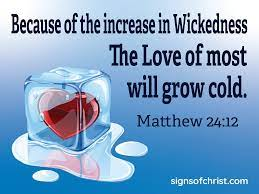 Because of the increase in Wickedness
The Love of most
will grow cold.
Matthew 24:12
signsofchrist.com